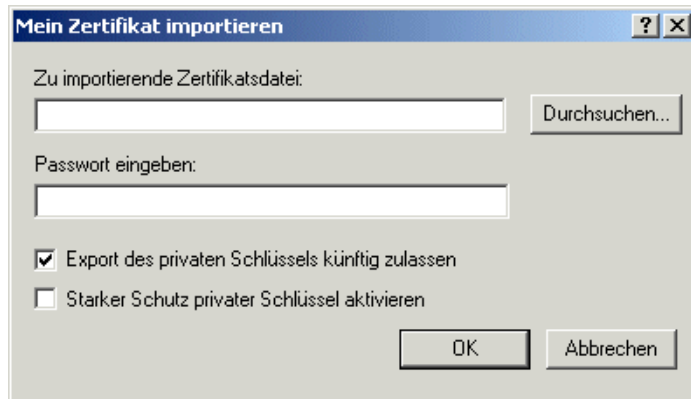 Mein Zertifikat importieren
Zu importierende Zertifikatsdatei:
Durchsuchen...
Passwort eingeben:
Export des privaten Schlüssels künftig zulassen
Starker Schutz privater Schlüssel aktivieren
OK Abbrechen